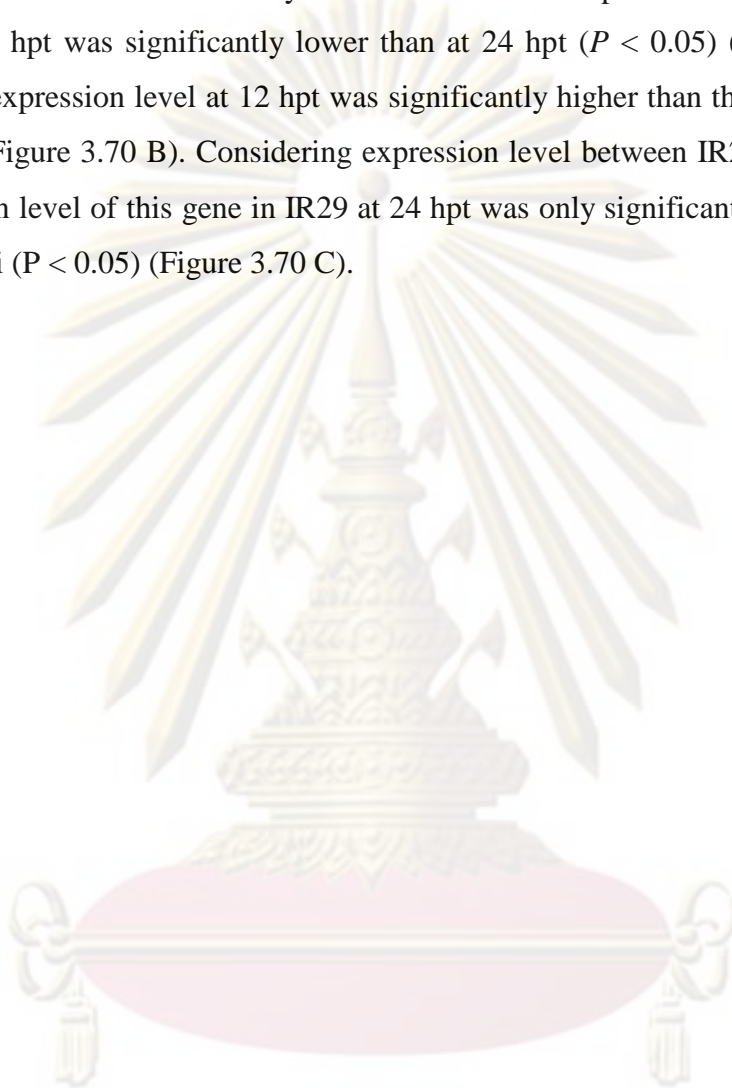 hpt was significantly lower than at 24 hpt (P < 0.05) (
expression level at 12 hpt was significantly higher than th
Figure 3.70 B). Considering expression level between IR2
n level of this gene in IR29 at 24 hpt was only significant
i (P < 0.05) (Figure 3.70 C).